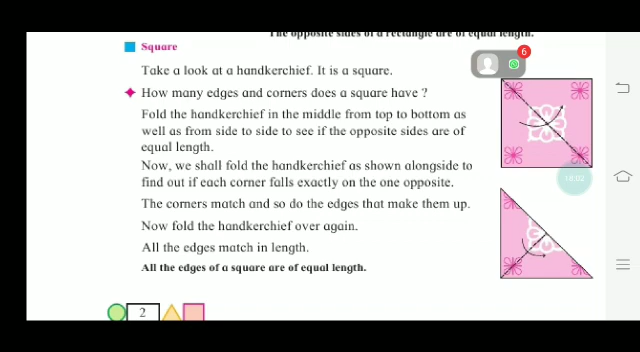 The opposite sides of a rectangle are of equal length.
Square
6
Take a look at a handkerchief. It is a square.
How many edges and corners does a square have ?
Fold the handkerchief in the middle from top to bottom as
well as from side to side to see if the opposite sides are of
equal length.
Now, we shall fold the handkerchief as shown alongside to
find out if each corner falls exactly on the one opposite.
The corners match and so do the edges that make them up.
Now fold the handkerchief over again.
All the edges match in length.
All the edges of a square are of equal length.
2